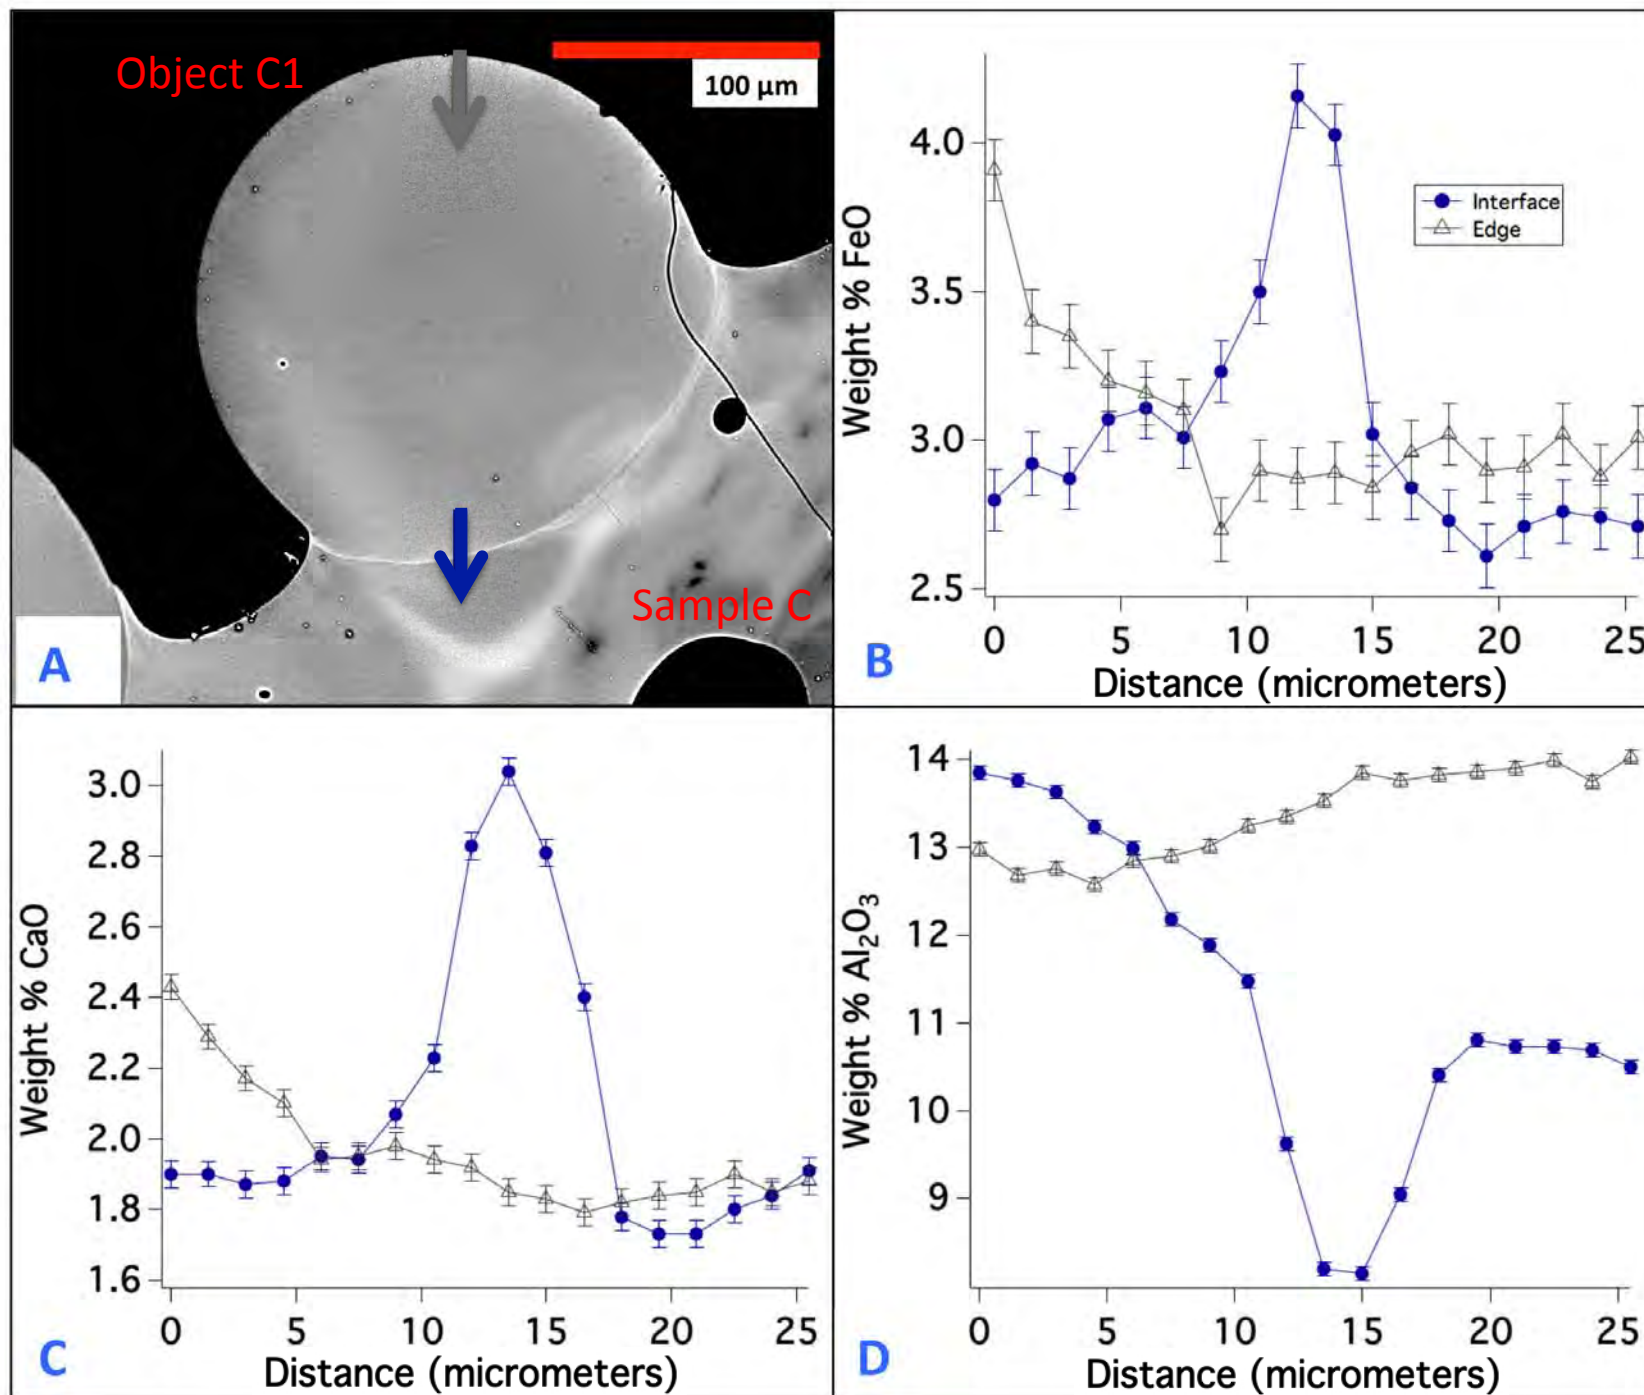 Object C1
100 µm
Sample C
A
4.0
3.5
3.0
2.5
Weight % FeO
Interface
Edge
0 5 10 15 20 25
Distance (micrometers)
B
3.0
2.8
2.6
2.4
2.2
2.0
1.8
1.6
Weight % CaO
0 5 10 15 20 25
Distance (micrometers)
C
14
13
12
11
10
9
Weight % Al₂O₃
0 5 10 15 20 25
Distance (micrometers)
D